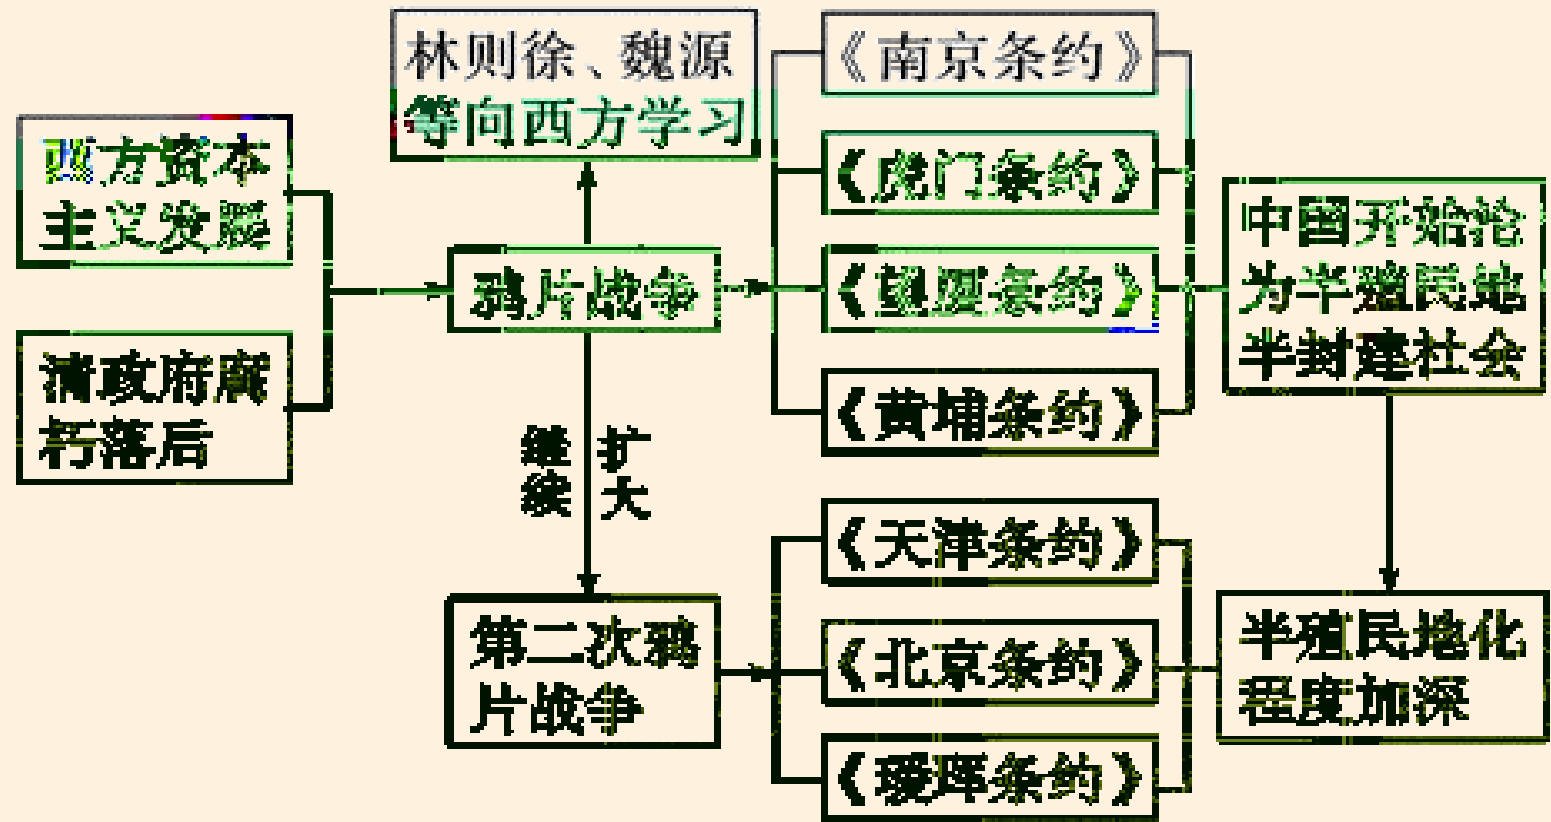 西方资本
主义发展
清政府腐
朽落后
林则徐、魏源
等向西方学习
鸦片战争
继续
扩大
第二次鸦
片战争
《南京条约》
《虎门条约》
《望厦条约》
《黄埔条约》
《天津条约》
《北京条约》
《瑷珲条约》
中国开始沦
为半殖民地
半封建社会
半殖民地化
程度加深